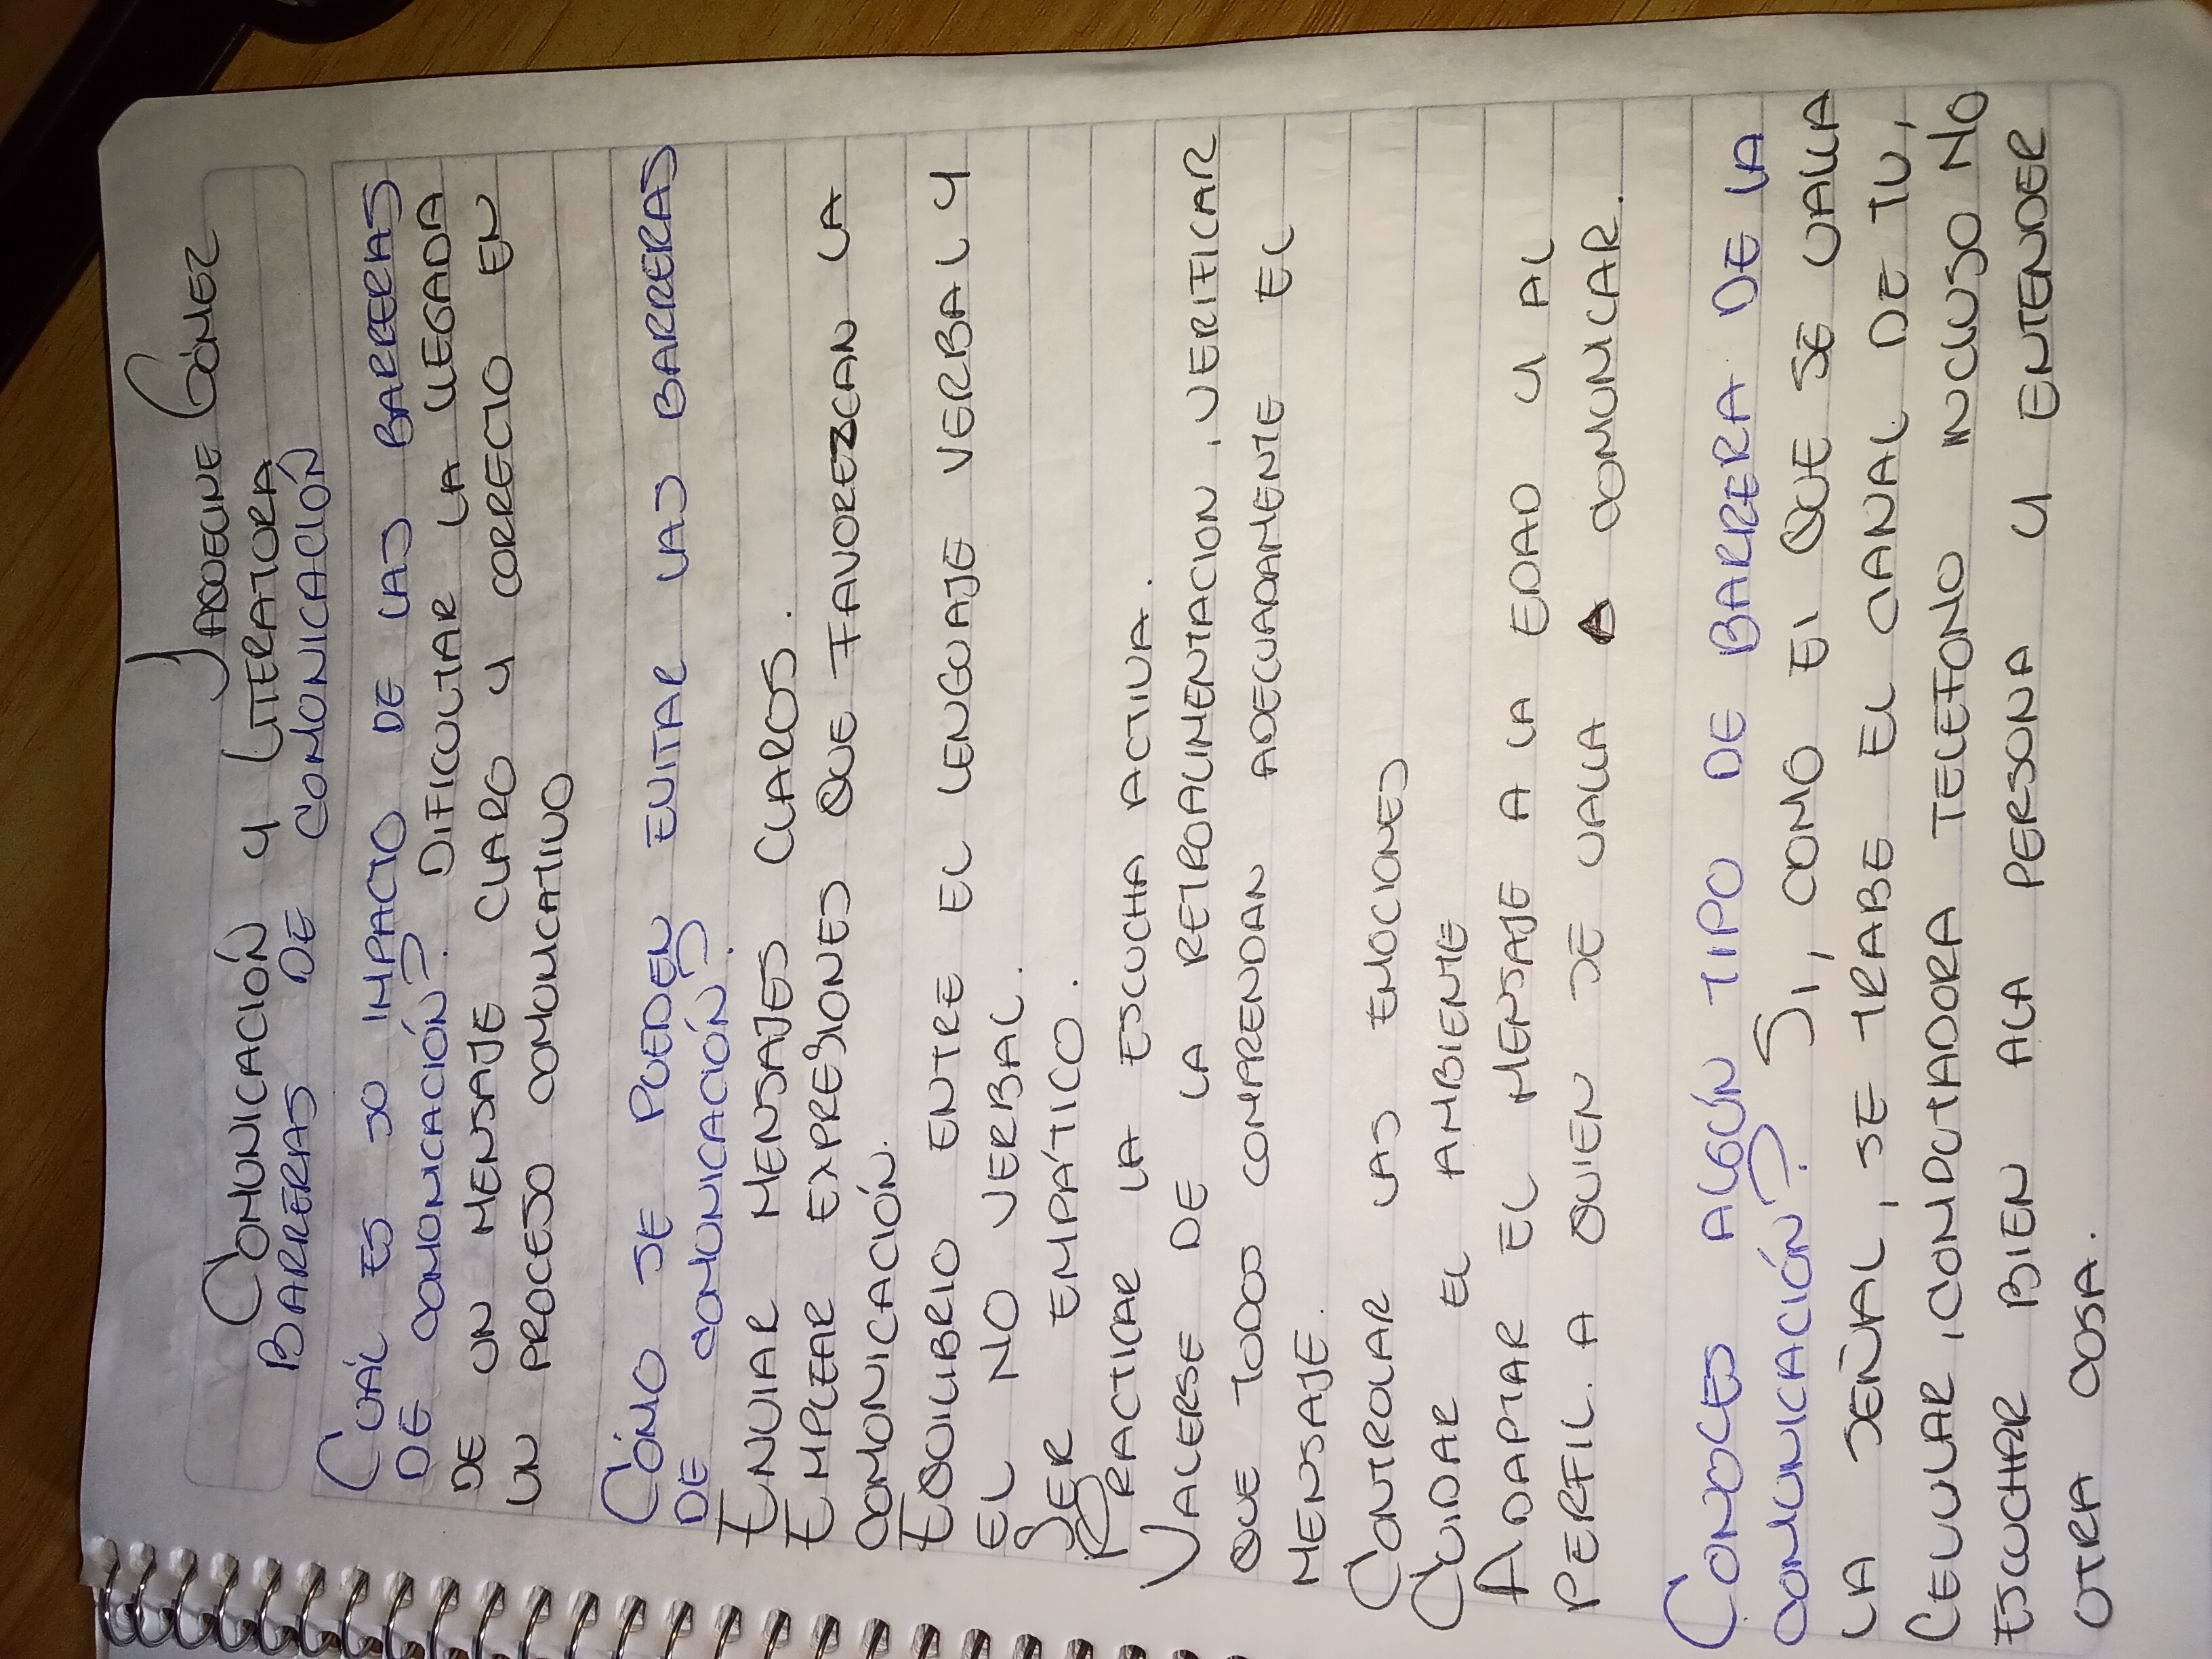 JAQUELINE GÓMEZ
COMUNICACIÓN Y LITERATURA
BARRERAS DE COMUNICACIÓN
CUÁL ES SU IMPACTO DE LAS BARRERAS
DE COMUNICACIÓN? DIFICULTAR LA LLEGADA
DE UN MENSAJE CLARO Y CORRECTO EN
UN PROCESO COMUNICATIVO
CÓMO SE PUEDEN EVITAR LAS BARRERAS
DE COMUNICACIÓN?
ENVIAR MENSAJES CLAROS.
EMPLEAR EXPRESIONES QUE FAVOREZCAN LA
COMUNICACIÓN.
EQUILIBRIO ENTRE EL LENGUAJE VERBAL Y
EL NO VERBAL.
SER EMPÁTICO.
PRACTICAR LA ESCUCHA ACTIVA.
VALERSE DE LA RETROALIMENTACION, VERIFICAR
QUE TODOS COMPRENDAN ADECUADAMENTE EL
MENSAJE.
CONTROLAR LAS EMOCIONES
CUIDAR EL AMBIENTE
ADAPTAR EL MENSAJE A LA EDAD Y AL
PERFIL. A QUIEN SE VALLA A COMUNICAR.
CONOCES ALGÚN TIPO DE BARRERA DE LA
COMUNICACIÓN? SI, COMO EL QUE SE VALLA
LA SEÑAL, SE TRABE EL CANAL DE TV,
CELULAR, COMPUTADORA TELEFONO INCLUSO NO
ESCUCHAR BIEN ALA PERSONA Y ENTENDER
OTRA COSA.